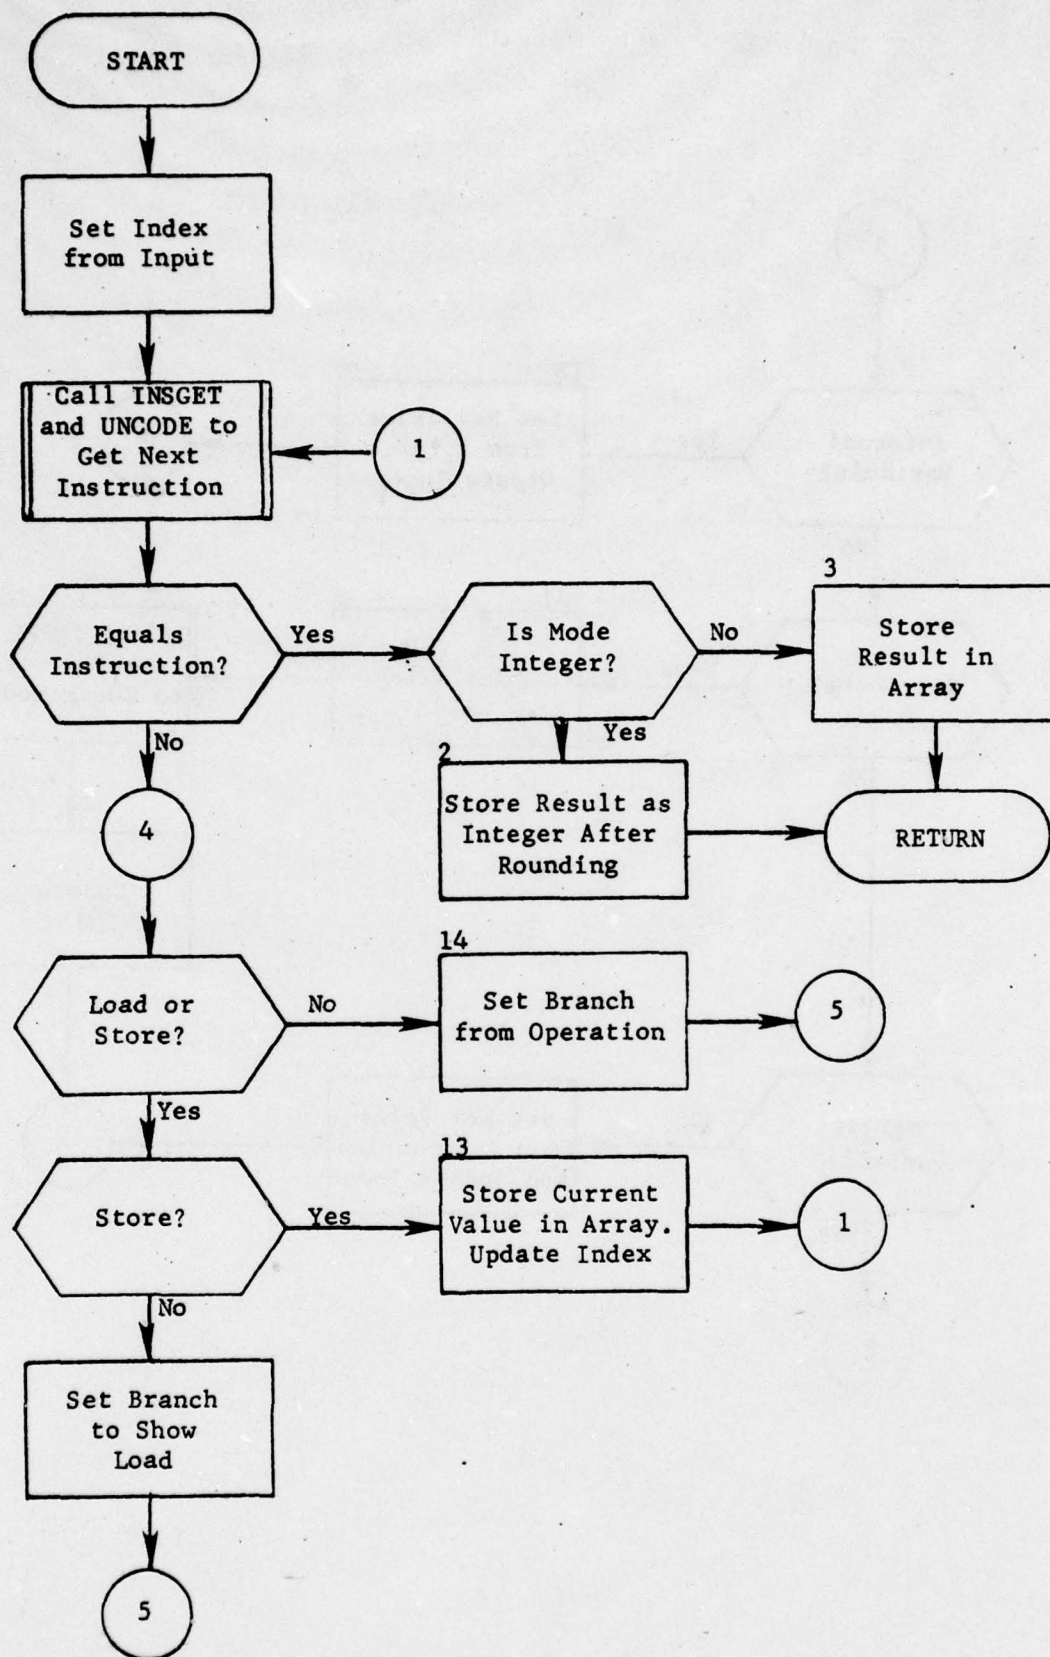 START
Set Index
from Input
Call INSGET
and UNCODE to
Get Next
Instruction
1
Equals
Instruction?
Yes
Is Mode
Integer?
No
3
Store
Result in
Array
No
Yes
2
Store Result as
Integer After
Rounding
RETURN
4
Load or
Store?
No
14
Set Branch
from Operation
5
Yes
Store?
Yes
13
Store Current
Value in Array.
Update Index
1
No
Set Branch
to Show
Load
5